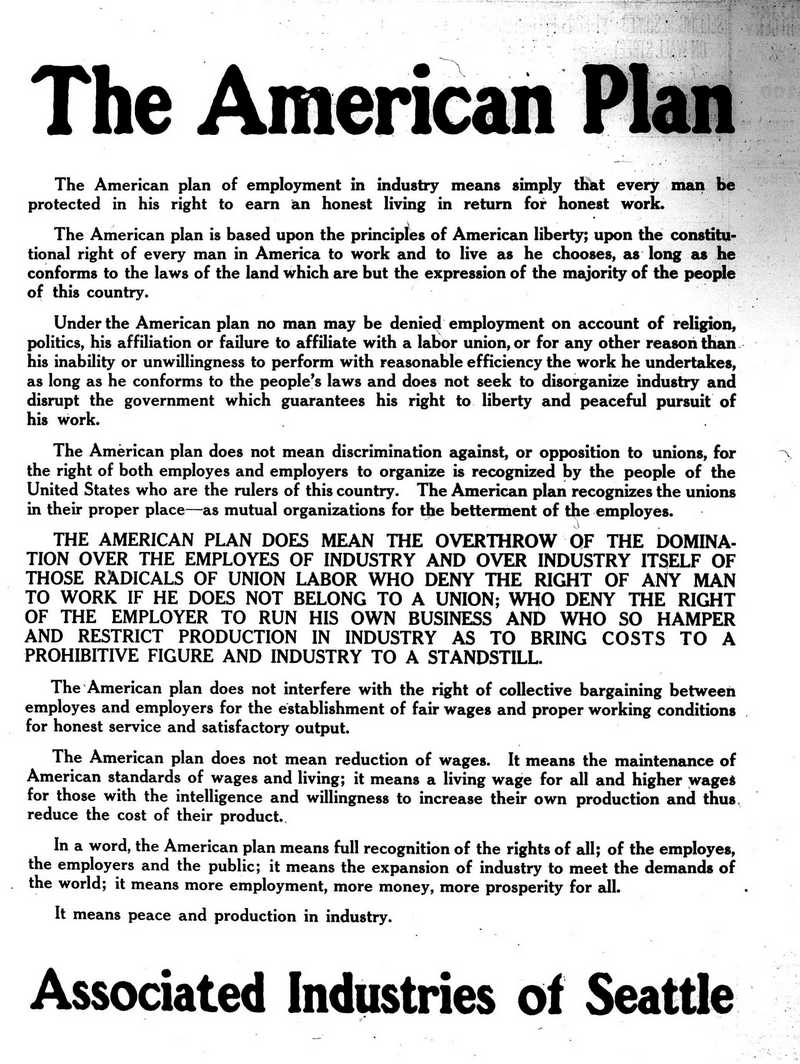 The American Plan
The American plan of employment in industry means simply that every man be
protected in his right to earn an honest living in return for honest work.
The American plan is based upon the principles of American liberty; upon the constitu-
tional right of every man in America to work and to live as he chooses, as long as he
conforms to the laws of the land which are but the expression of the majority of the people
of this country.
Under the American plan no man may be denied employment on account of religion,
politics, his affiliation or failure to affiliate with a labor union, or for any other reason than
his inability or unwillingness to perform with reasonable efficiency the work he undertakes,
as long as he conforms to the people's laws and does not seek to disorganize industry and
disrupt the government which guarantees his right to liberty and peaceful pursuit of
his work.
The American plan does not mean discrimination against, or opposition to unions, for
the right of both employes and employers to organize is recognized by the people of the
United States who are the rulers of this country. The American plan recognizes the unions
in their proper place—as mutual organizations for the betterment of the employes.
THE AMERICAN PLAN DOES MEAN THE OVERTHROW OF THE DOMINA-
TION OVER THE EMPLOYES OF INDUSTRY AND OVER INDUSTRY ITSELF OF
THOSE RADICALS OF UNION LABOR WHO DENY THE RIGHT OF ANY MAN
TO WORK IF HE DOES NOT BELONG TO A UNION; WHO DENY THE RIGHT
OF THE EMPLOYER TO RUN HIS OWN BUSINESS AND WHO SO HAMPER
AND RESTRICT PRODUCTION IN INDUSTRY AS TO BRING COSTS TO A
PROHIBITIVE FIGURE AND INDUSTRY TO A STANDSTILL.
The American plan does not interfere with the right of collective bargaining between
employes and employers for the establishment of fair wages and proper working conditions
for honest service and satisfactory output.
The American plan does not mean reduction of wages. It means the maintenance of
American standards of wages and living; it means a living wage for all and higher wages
for those with the intelligence and willingness to increase their own production and thus
reduce the cost of their product.
In a word, the American plan means full recognition of the rights of all; of the employes,
the employers and the public; it means the expansion of industry to meet the demands of
the world; it means more employment, more money, more prosperity for all.
It means peace and production in industry.
Associated Industries of Seattle